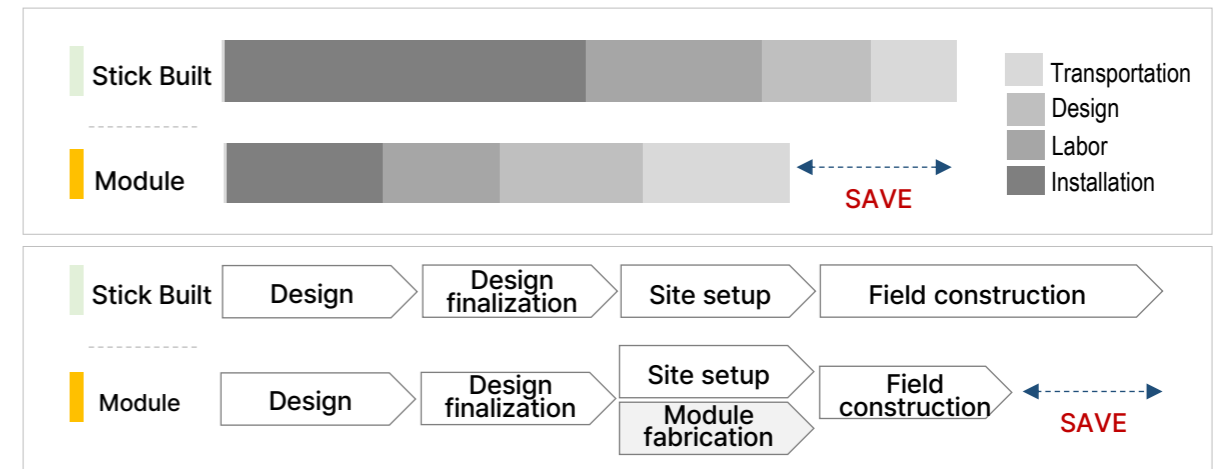 Stick Built
Transportation
Design
Labor
Installation
Module
SAVE
Stick Built
Design
Design
finalization
Site setup
Field construction
Module
Design
Design
finalization
Site setup
Module
fabrication
Field
construction
SAVE